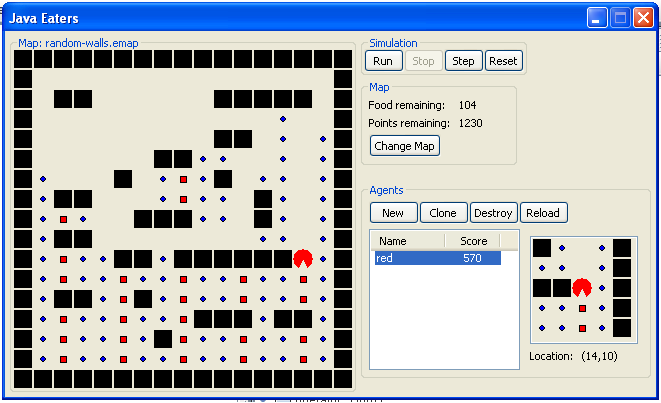 Java Eaters
Map: random-walls.emap
Simulation
Run Stop Step Reset
Map
Food remaining: 104
Points remaining: 1230
Change Map
Agents
New Clone Destroy Reload
Name Score
red 570
Location: (14,10)